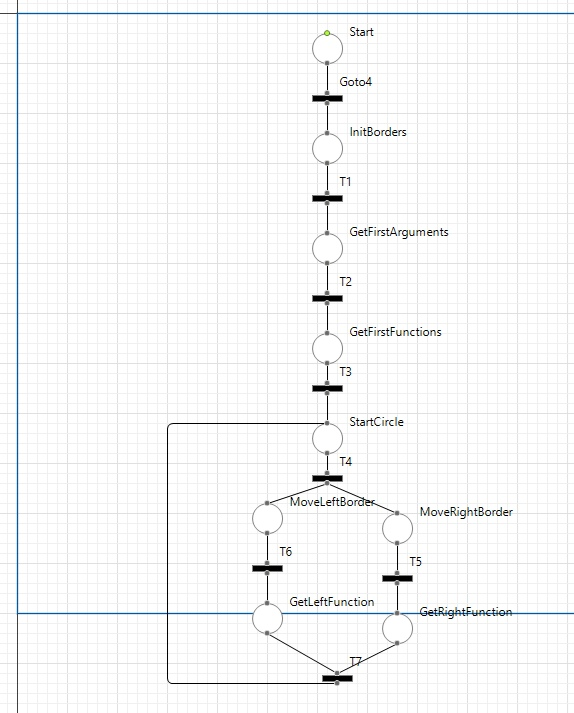 Start
Goto4
InitBorders
T1
GetFirstArguments
T2
GetFirstFunctions
T3
StartCircle
T4
MoveLeftBorder
MoveRightBorder
T6
T5
GetLeftFunction
GetRightFunction
T7